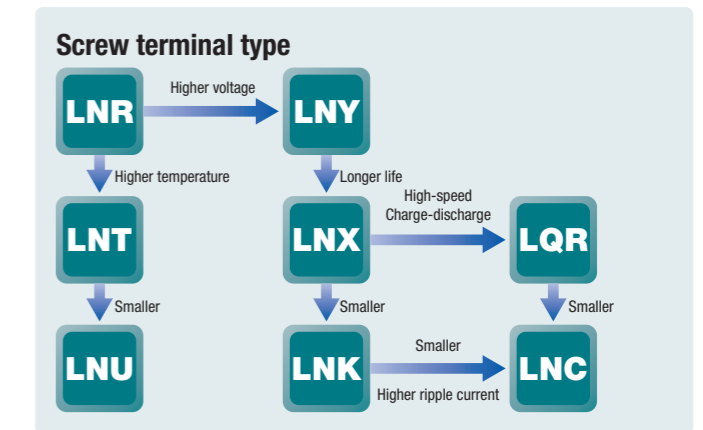 Screw terminal type
LNR
Higher voltage
LNY
Higher temperature
Longer life
High-speed
Charge-discharge
LNT
LNX
LQR
Smaller
Smaller
Smaller
LNU
LNK
Smaller
Higher ripple current
LNC